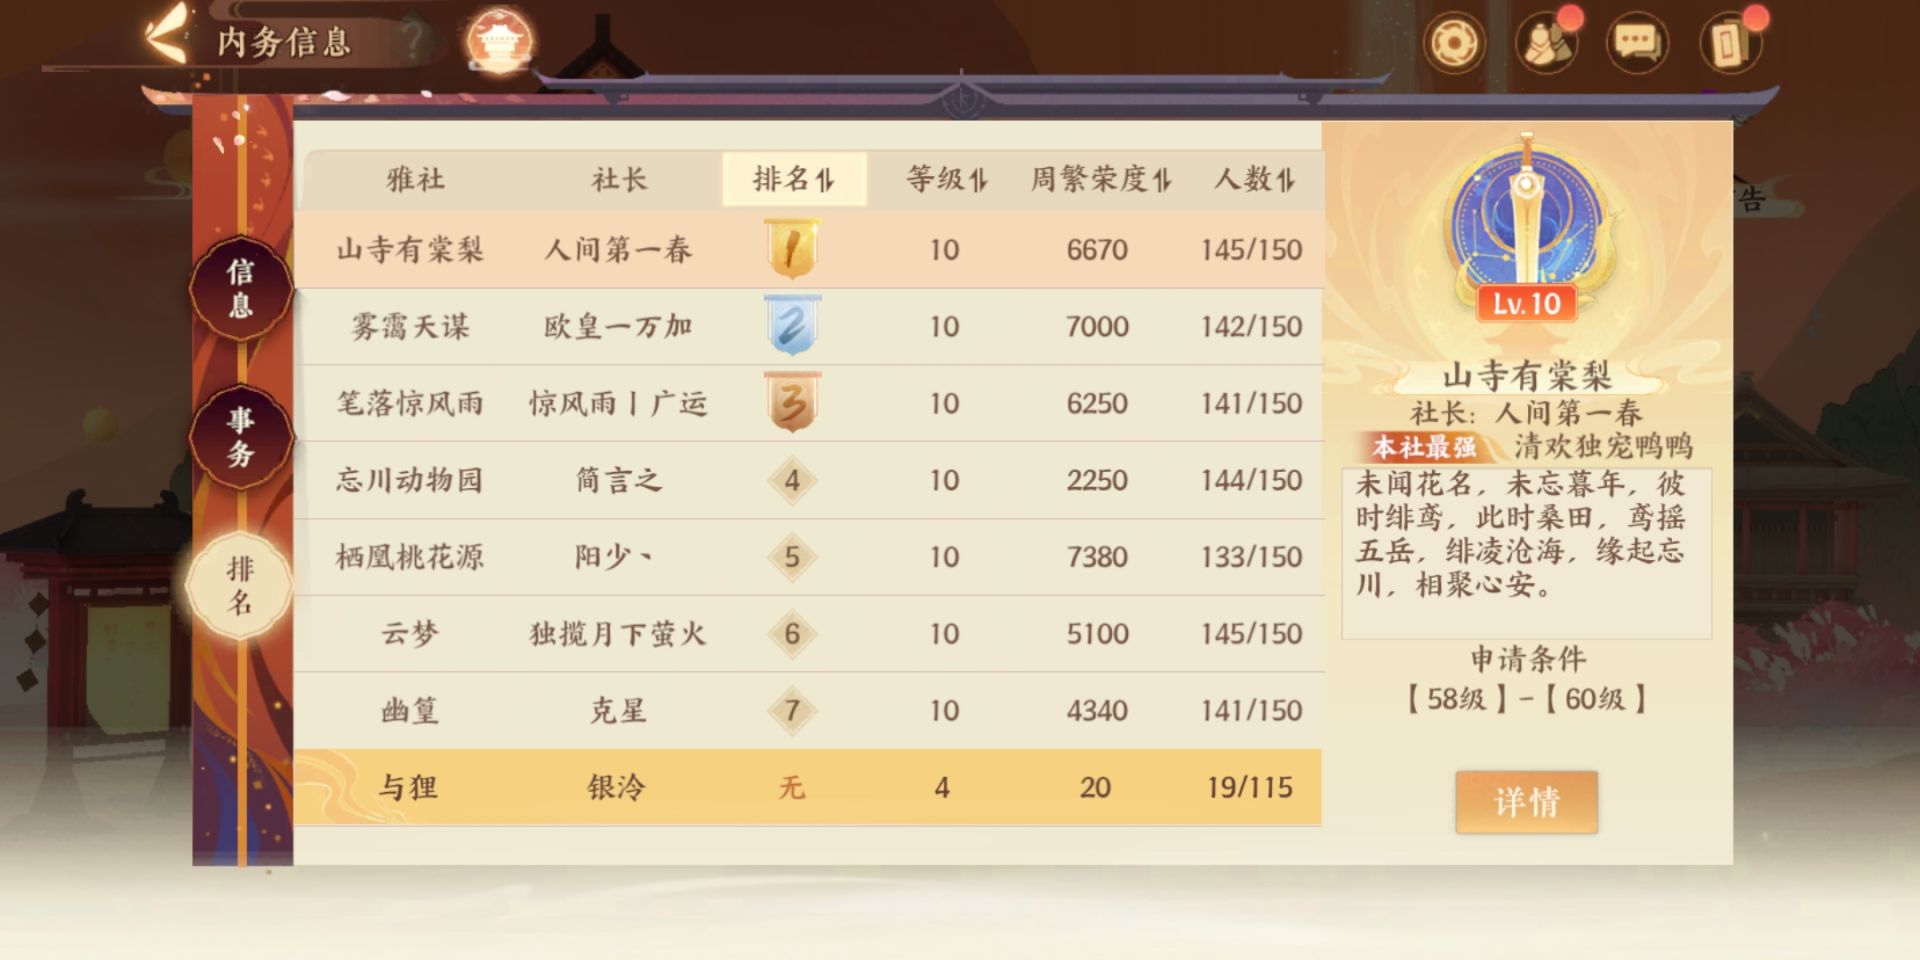 内务信息 ?
告
信息
事务
排名
雅社 社长 排名 等级 周繁荣度 人数
山寺有棠梨 人间第一春 1 10 6670 145/150
雾霭天谋 欧皇一万加 2 10 7000 142/150
笔落惊风雨 惊风雨丨广运 3 10 6250 141/150
忘川动物园 简言之 4 10 2250 144/150
栖凰桃花源 阳少丶 5 10 7380 133/150
云梦 独揽月下萤火 6 10 5100 145/150
幽篁 克星 7 10 4340 141/150
与狸 银泠 无 4 20 19/115
Lv.10
山寺有棠梨
社长：人间第一春
本社最强 清欢独宠鸭鸭
未闻花名，未忘暮年，彼
时绯鸢，此时桑田，鸢摇
五岳，绯凌沧海，缘起忘
川，相聚心安。
申请条件
【58级】-【60级】
详情